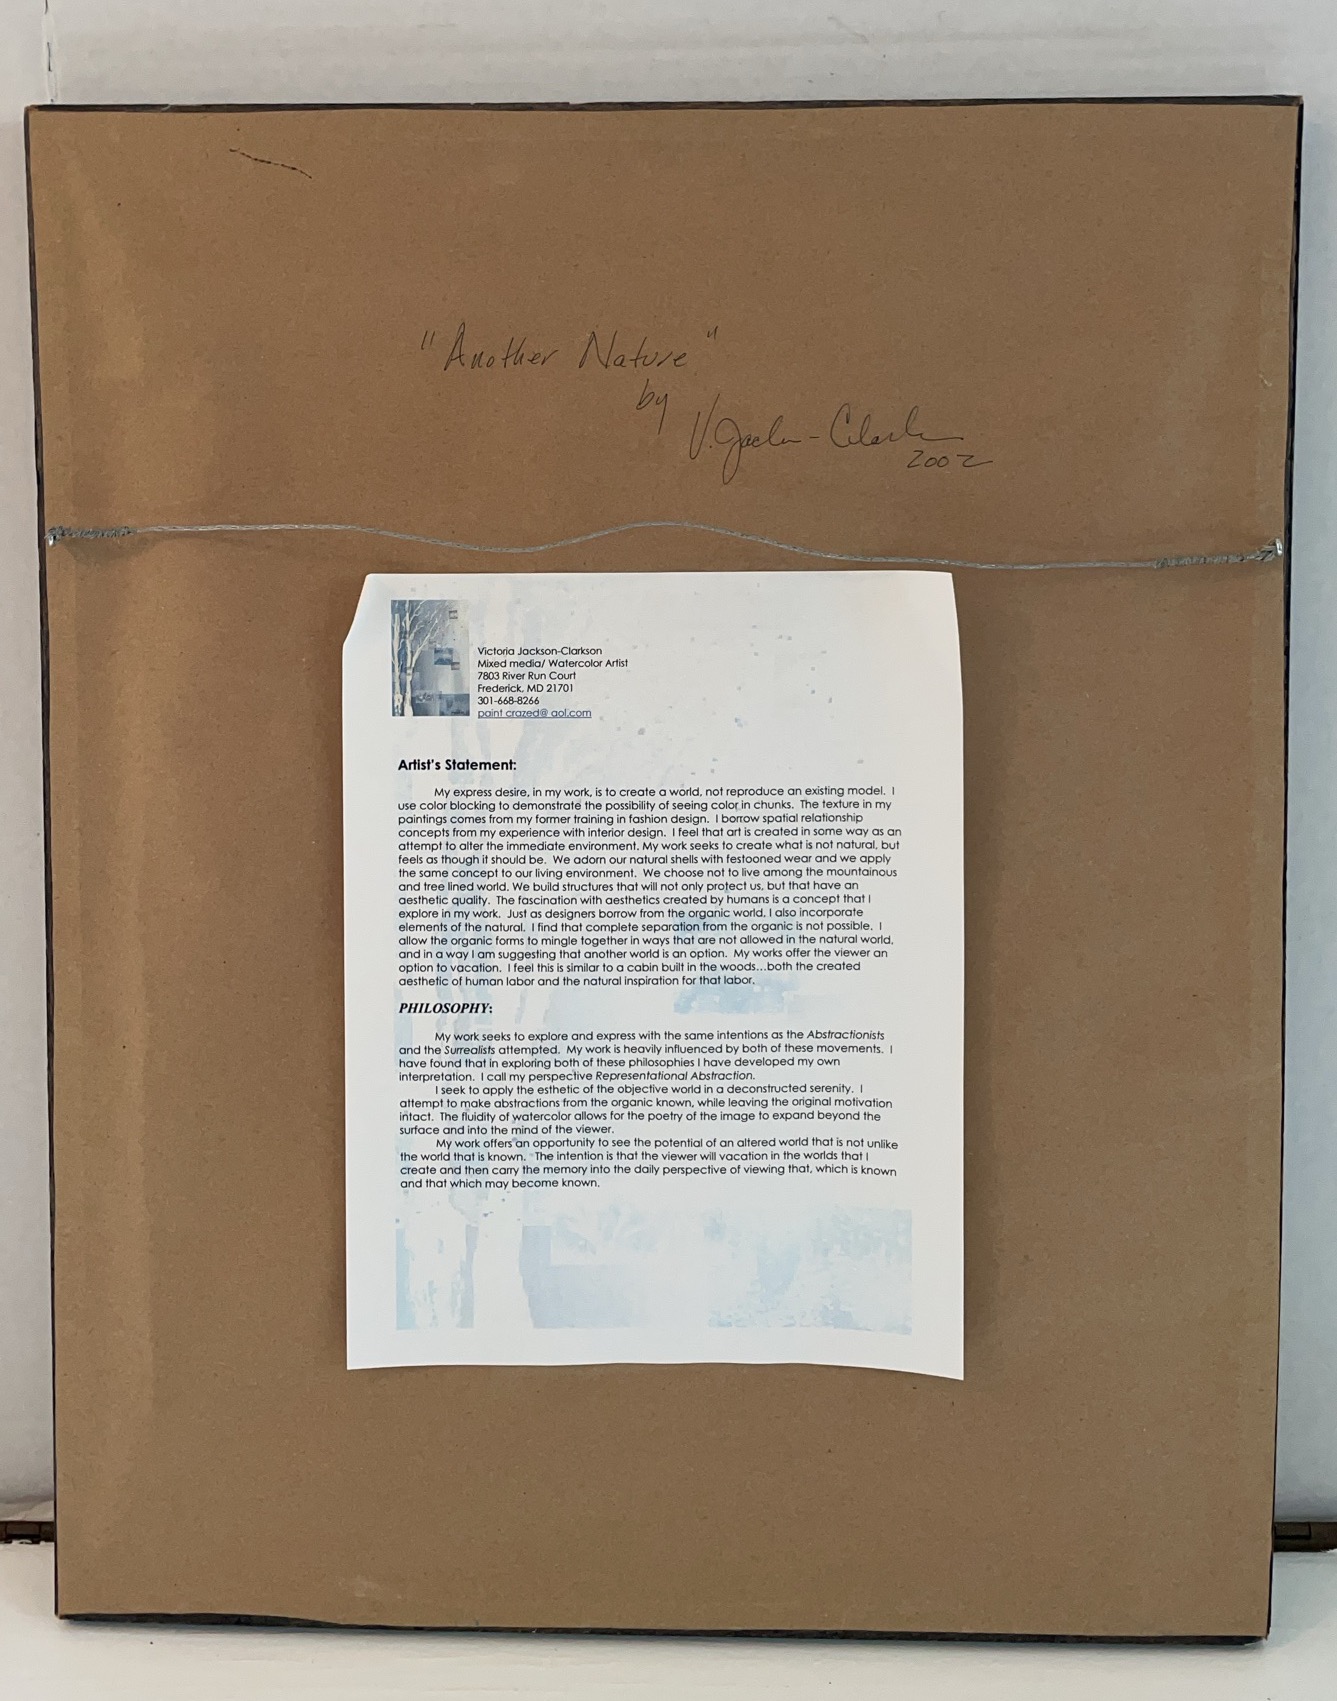 "Another Nature"
by
V. Jackson-Clarkson
2002
Victoria Jackson-Clarkson
Mixed media/ Watercolor Artist
7803 River Run Court
Frederick, MD 21701
301-668-8266
paint crazed@ aol.com
Artist's Statement:
My express desire, in my work, is to create a world, not reproduce an existing model. I
use color blocking to demonstrate the possibility of seeing color in chunks. The texture in my
paintings comes from my former training in fashion design. I borrow spatial relationship
concepts from my experience with interior design. I feel that art is created in some way as an
attempt to alter the immediate environment. My work seeks to create what is not natural, but
feels as though it should be. We adorn our natural shells with festooned wear and we apply
the same concept to our living environment. We choose not to live among the mountainous
and tree lined world. We build structures that will not only protect us, but that have an
aesthetic quality. The fascination with aesthetics created by humans is a concept that I
explore in my work. Just as designers borrow from the organic world, I also incorporate
elements of the natural. I find that complete separation from the organic is not possible. I
allow the organic forms to mingle together in ways that are not allowed in the natural world,
and in a way I am suggesting that another world is an option. My works offer the viewer an
option to vacation. I feel this is similar to a cabin built in the woods...both the created
aesthetic of human labor and the natural inspiration for that labor.
PHILOSOPHY:
My work seeks to explore and express with the same intentions as the Abstractionists
and the Surrealists attempted. My work is heavily influenced by both of these movements. I
have found that in exploring both of these philosophies I have developed my own
interpretation. I call my perspective Representational Abstraction.
I seek to apply the esthetic of the objective world in a deconstructed serenity. I
attempt to make abstractions from the organic known, while leaving the original motivation
intact. The fluidity of watercolor allows for the poetry of the image to expand beyond the
surface and into the mind of the viewer.
My work offers an opportunity to see the potential of an altered world that is not unlike
the world that is known. The intention is that the viewer will vacation in the worlds that I
create and then carry the memory into the daily perspective of viewing that, which is known
and that which may become known.